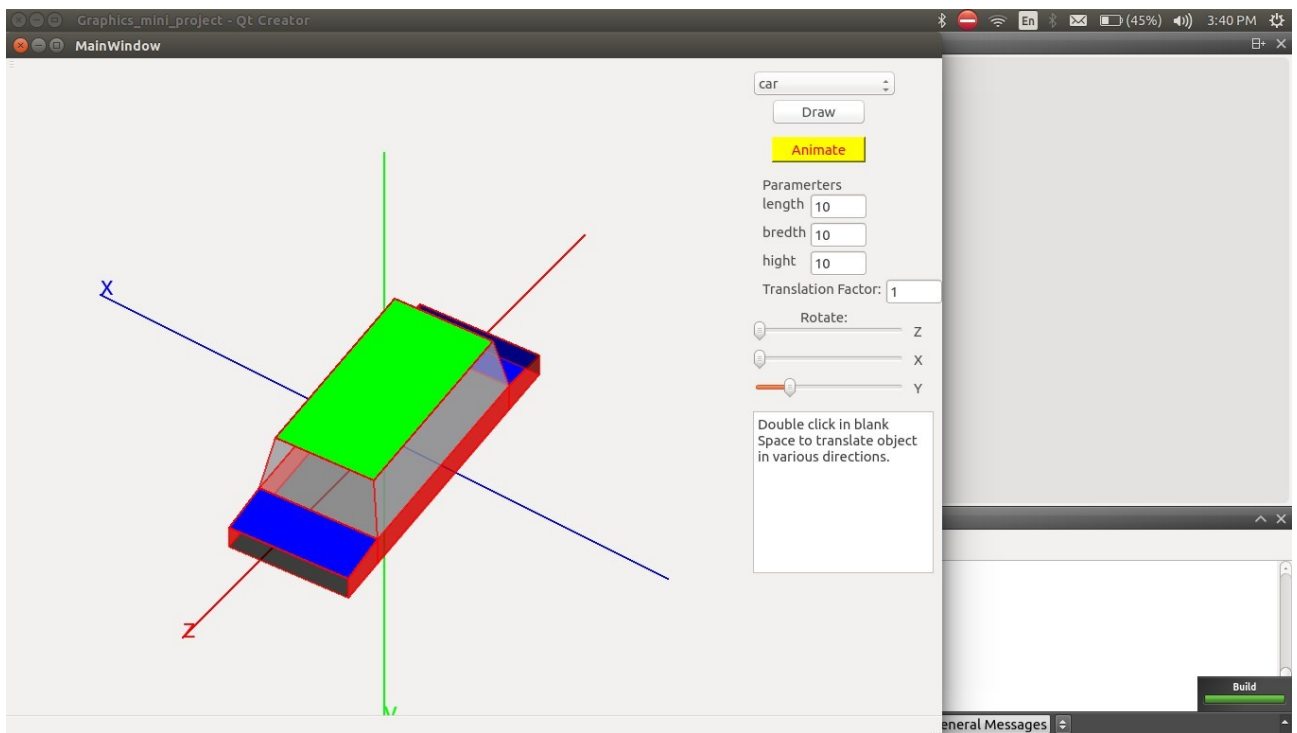 Graphics_mini_project - Qt Creator
En
(45%)
3:40 PM
MainWindow
car
Draw
Animate
Paramerters
length 10
bredth 10
hight 10
Translation Factor: 1
Rotate:
Z
X
Y
Double click in blank
Space to translate object
in various directions.
X
Z
Build
eneral Messages